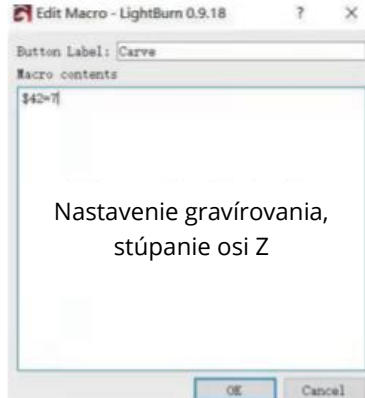 Edit Macro - LightBurn 0.9.18 ? ×
Button Label: Carve
Macro contents
$42=7
Nastavenie gravírovania,
stúpanie osi Z
OK Cancel